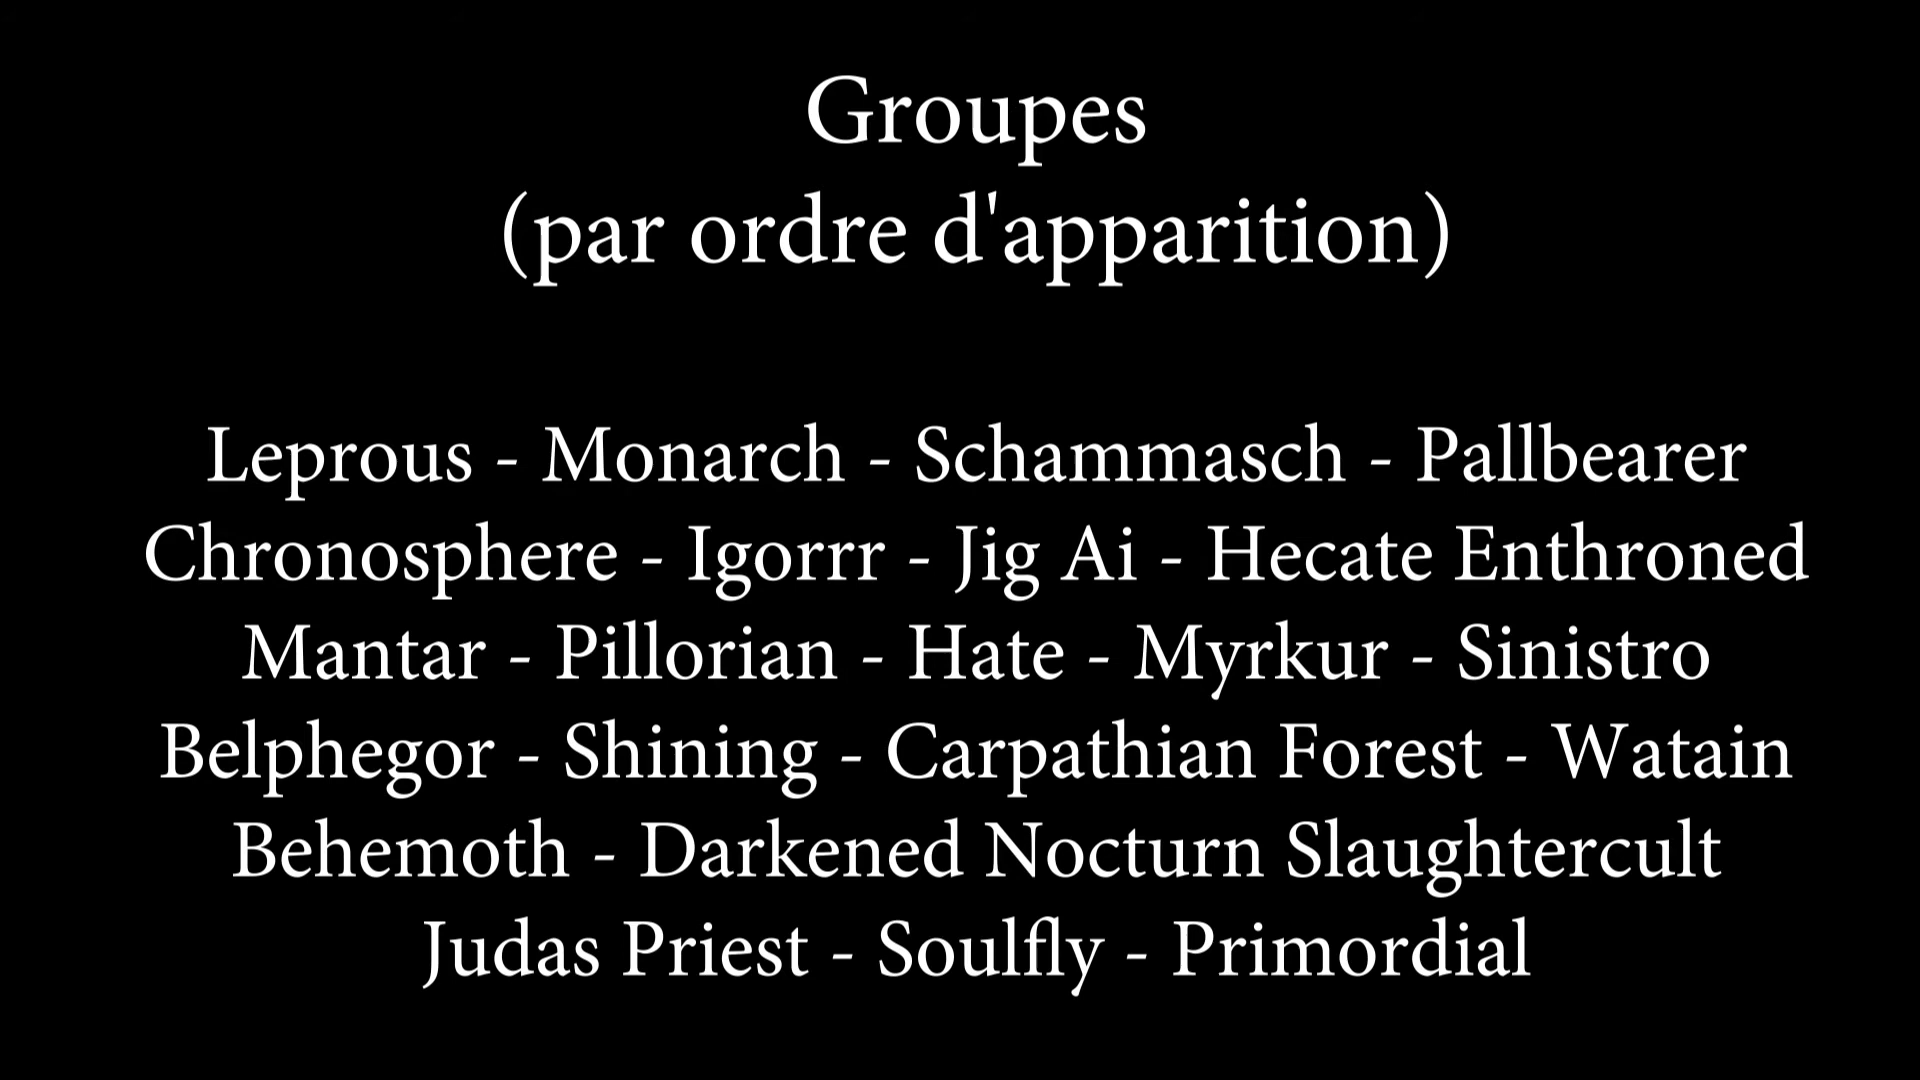 Groupes
(par ordre d'apparition)
Leprous - Monarch - Schammasch - Pallbearer
Chronosphere - Igorrr - Jig Ai - Hecate Enthroned
Mantar - Pillorian - Hate - Myrkur - Sinistro
Belphegor - Shining - Carpathian Forest - Watain
Behemoth - Darkened Nocturn Slaughtercult
Judas Priest - Soulfly - Primordial